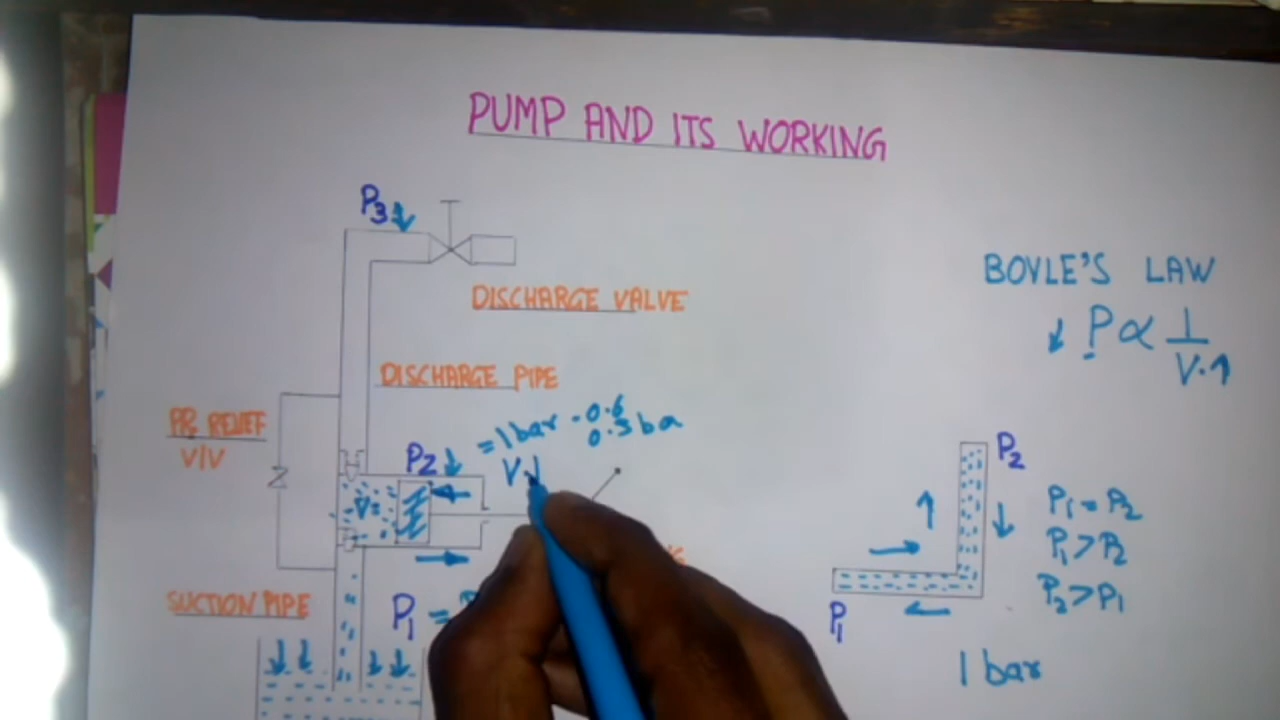 PUMP AND ITS WORKING
P3 ↓
DISCHARGE VALVE
DISCHARGE PIPE
PR. RELIEF
V/V
P2 ↓
= 1 bar - 0.6
0.3 ba
V↓
V=
SUCTION PIPE
P1 =
BOYLE'S LAW
↓ P ∝ 1
V.↑
P2
P1 = P2
P1 > P2
P2 > P1
P1
1 bar